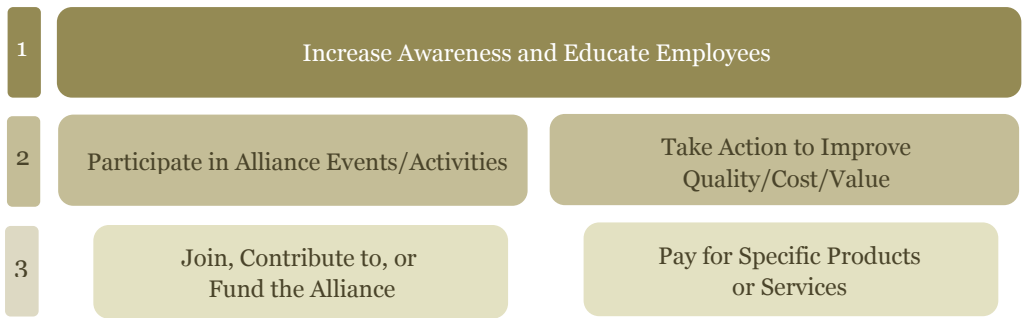 1
Increase Awareness and Educate Employees
2
Participate in Alliance Events/Activities
Take Action to Improve
Quality/Cost/Value
3
Join, Contribute to, or
Fund the Alliance
Pay for Specific Products
or Services